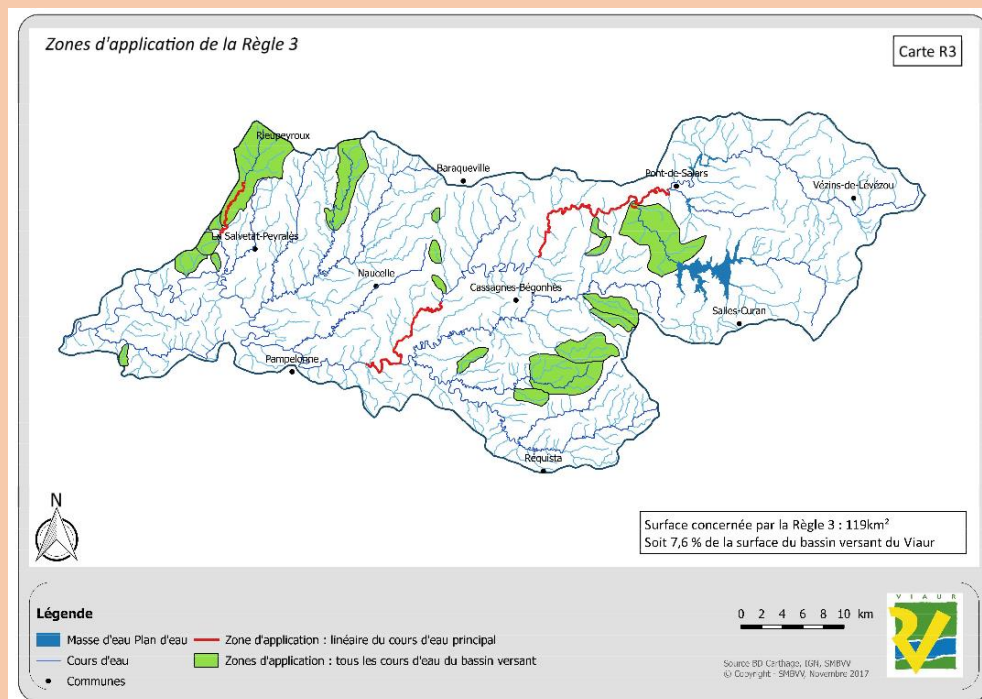 Zones d'application de la Règle 3
Carte R3
Rieupeyroux
Baraqueville
Pont-de-Salars
Vézins-de-Lévézou
Salvetat-Peyralès
Naucelle
Cassagnes-Bégonhès
Salles-Curan
Pampelonne
Réquista
N
Surface concernée par la Règle 3 : 119km²
Soit 7,6 % de la surface du bassin versant du Viaur
Légende
Masse d'eau Plan d'eau
Zone d'application : linéaire du cours d'eau principal
Cours d'eau
Zones d'application : tous les cours d'eau du bassin versant
Communes
0 2 4 6 8 10 km
Source BD Carthage, IGN, SMBVV
© Copyright - SMBVV, Novembre 2017
VIAUR